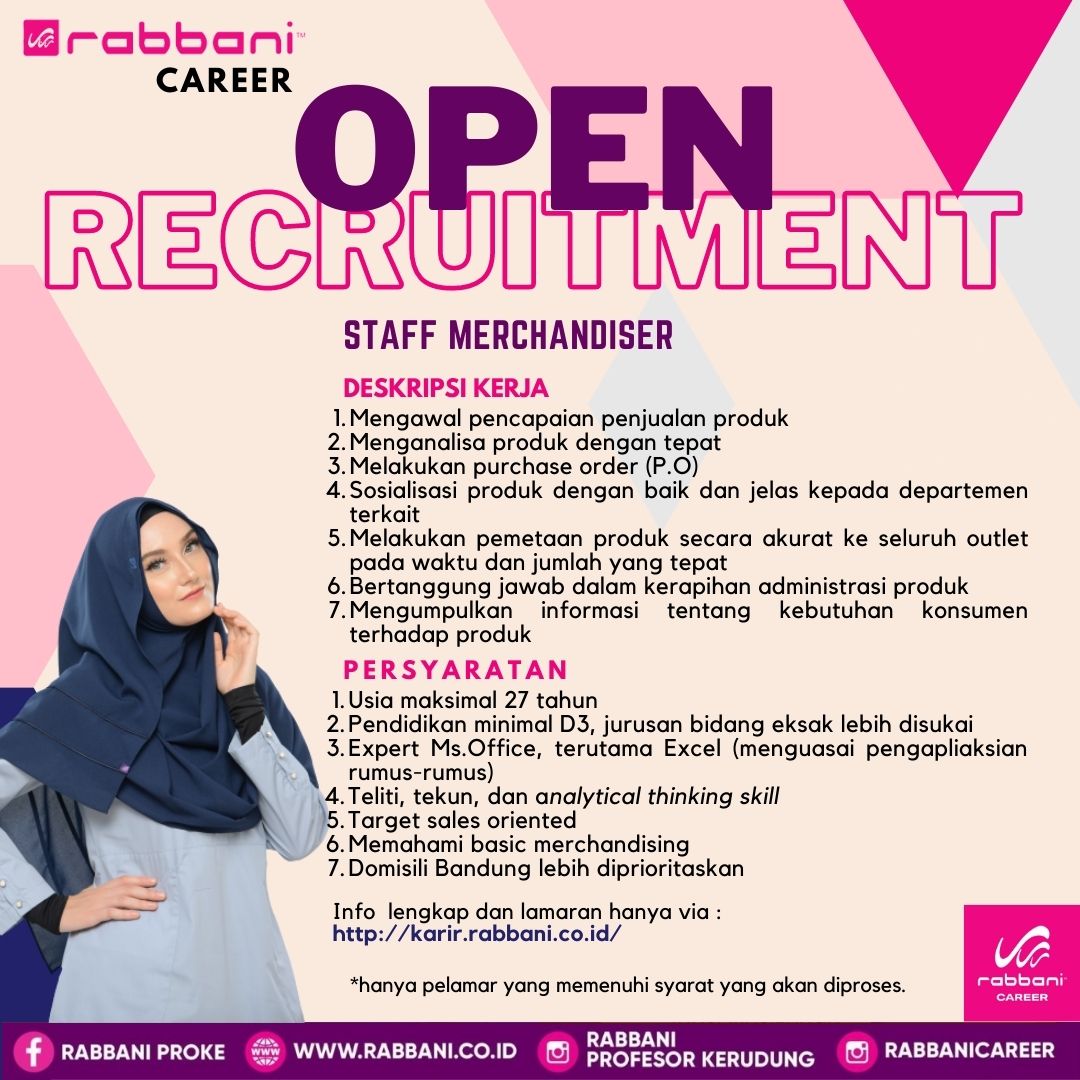 rabbani™
CAREER
OPEN
RECRUITMENT
STAFF MERCHANDISER
DESKRIPSI KERJA
1. Mengawal pencapaian penjualan produk
2. Menganalisa produk dengan tepat
3. Melakukan purchase order (P.O)
4. Sosialisasi produk dengan baik dan jelas kepada departemen
terkait
5. Melakukan pemetaan produk secara akurat ke seluruh outlet
pada waktu dan jumlah yang tepat
6. Bertanggung jawab dalam kerapihan administrasi produk
7. Mengumpulkan informasi tentang kebutuhan konsumen
terhadap produk
PERSYARATAN
1. Usia maksimal 27 tahun
2. Pendidikan minimal D3, jurusan bidang eksak lebih disukai
3. Expert Ms.Office, terutama Excel (menguasai pengapliaksian
rumus-rumus)
4. Teliti, tekun, dan analytical thinking skill
5. Target sales oriented
6. Memahami basic merchandising
7. Domisili Bandung lebih diprioritaskan
Info lengkap dan lamaran hanya via :
http://karir.rabbani.co.id/
*hanya pelamar yang memenuhi syarat yang akan diproses.
rabbani
CAREER
RABBANI PROKE
WWW.RABBANI.CO.ID
RABBANI
PROFESOR KERUDUNG
RABBANICAREER